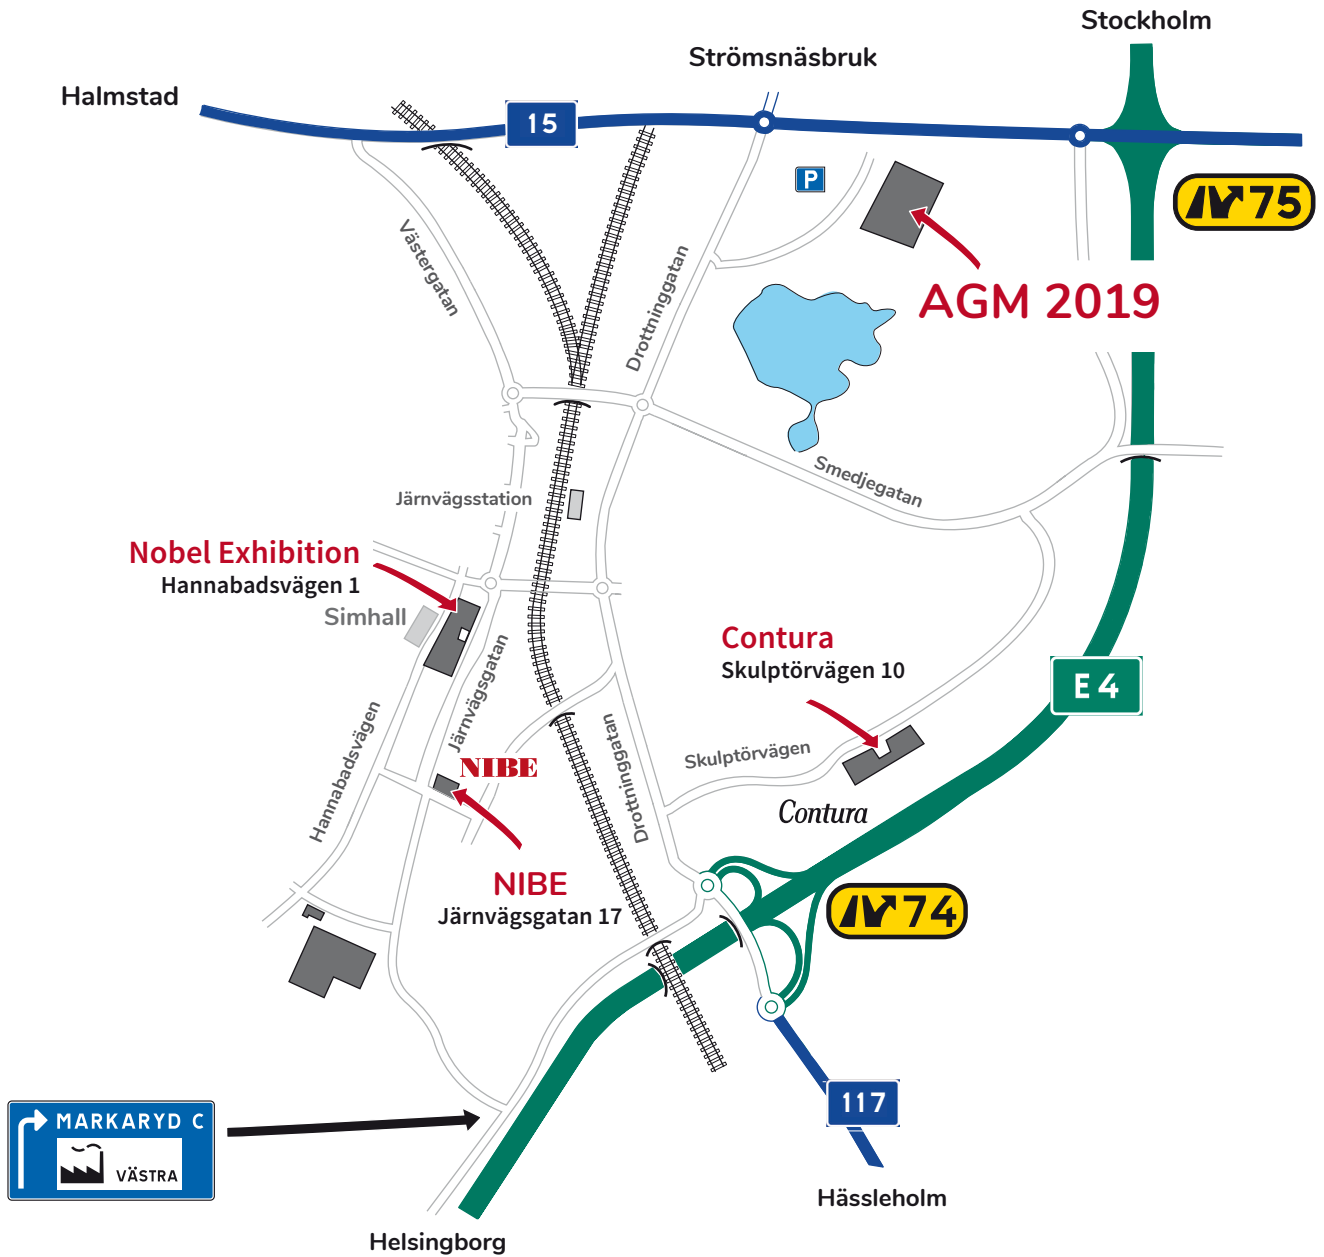 Stockholm
Strömsnäsbruk
Halmstad
15
P
75
Västergatan
Drottninggatan
AGM 2019
Smedjegatan
Järnvägsstation
Nobel Exhibition
Hannabadsvägen 1
Simhall
Contura
Skulptörvägen 10
E 4
Järnvägsgatan
Hannabadsvägen
Drottninggatan
Skulptörvägen
NIBE
Contura
NIBE
Järnvägsgatan 17
74
117
MARKARYD C
VÄSTRA
Hässleholm
Helsingborg